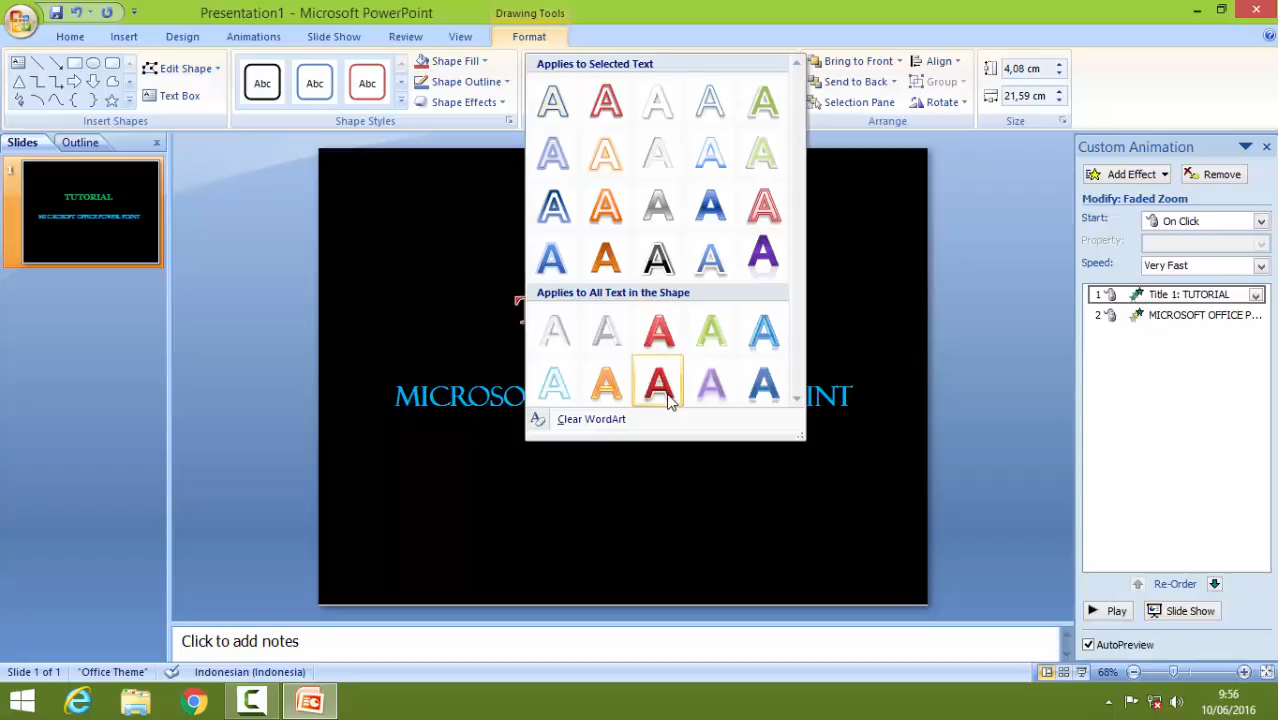 Presentation1 - Microsoft PowerPoint
Drawing Tools
Home Insert Design Animations Slide Show Review View Format
Edit Shape
Text Box
Insert Shapes
Abc Abc Abc
Shape Fill
Shape Outline
Shape Effects
Shape Styles
Applies to Selected Text
A A A A A
A A A A A
A A A A A
A A A A A
Applies to All Text in the Shape
A A A A A
A A A A A
Clear WordArt
Bring to Front
Send to Back
Selection Pane
Align
Group
Rotate
Arrange
4,08 cm
21,59 cm
Size
Slides Outline
1
TUTORIAL
MICROSOFT OFFICE POWER POINT
T
MICROSO
INT
Click to add notes
Custom Animation
Add Effect
Remove
Modify: Faded Zoom
Start: On Click
Property:
Speed: Very Fast
1 Title 1: TUTORIAL
2 MICROSOFT OFFICE P...
Re-Order
Play
Slide Show
AutoPreview
Slide 1 of 1 "Office Theme" Indonesian (Indonesia) 68%
9:56
10/06/2016